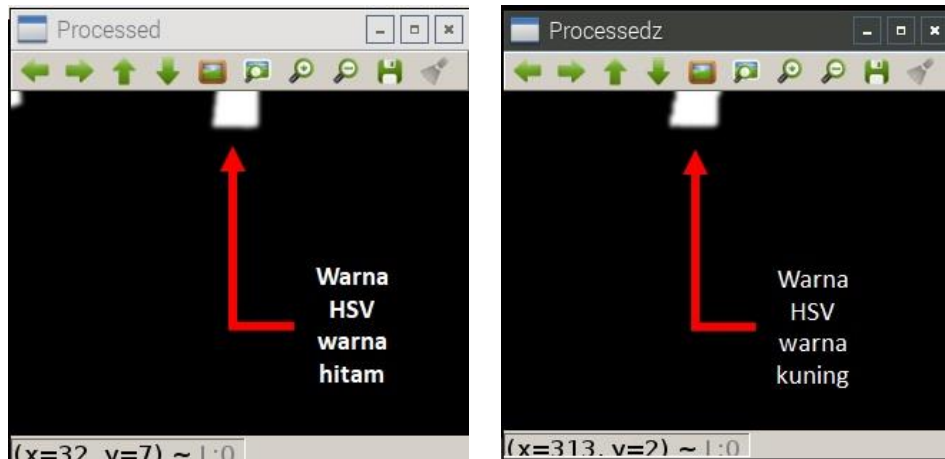 Processed
Warna
HSV
warna
hitam
(x=32, y=7) ~ L:0
Processedz
Warna
HSV
warna
kuning
(x=313, y=2) ~ L:0